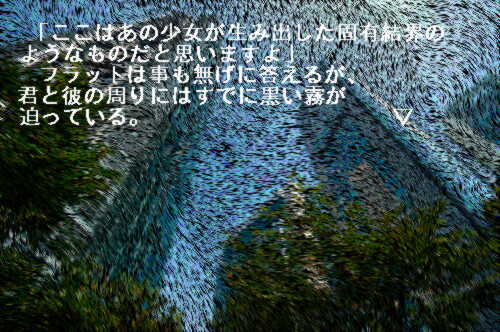 「ここはあの少女が生み出した固有結界の
ようなものだと思いますよ」
　フラットは事も無げに答えるが、
君と彼の周りにはすでに黒い霧が
迫っている。